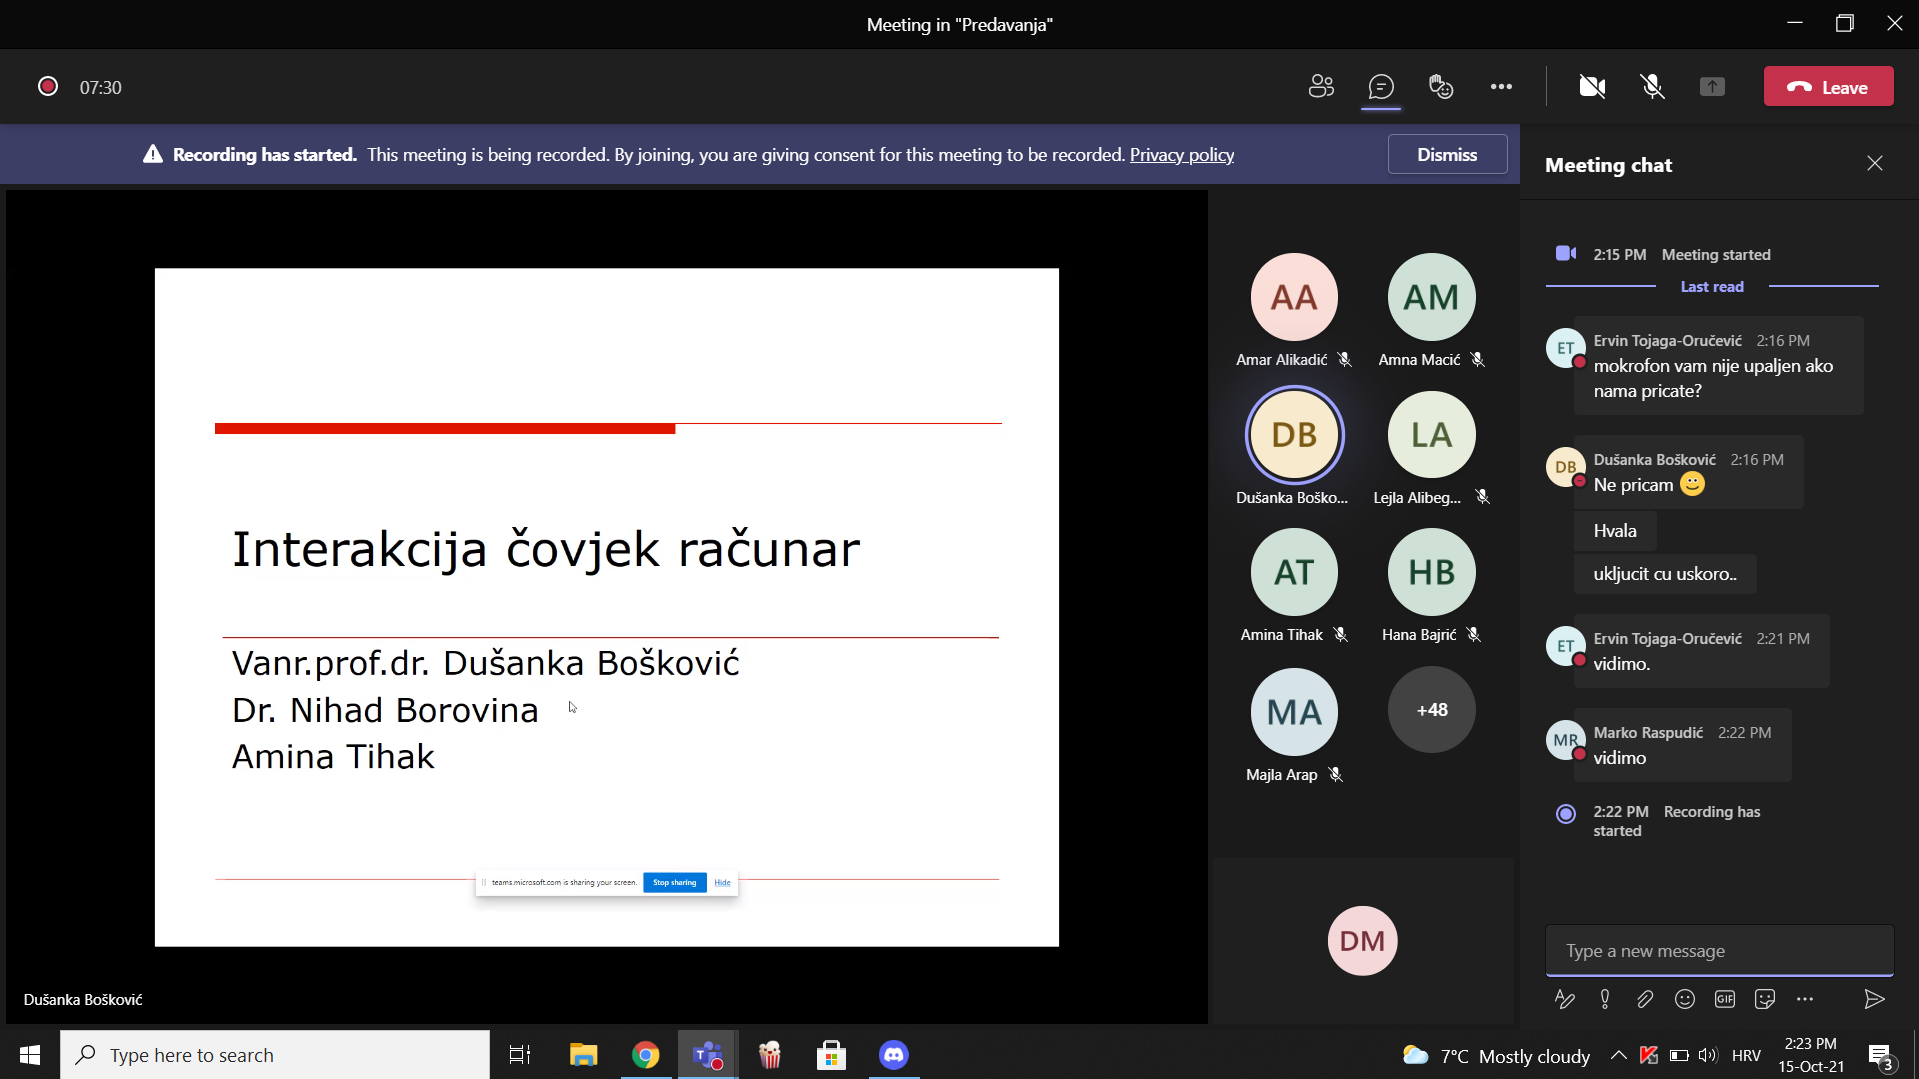 Meeting in "Predavanja"
07:30
Leave
Recording has started. This meeting is being recorded. By joining, you are giving consent for this meeting to be recorded. Privacy policy
Dismiss
Interakcija čovjek računar
Vanr.prof.dr. Dušanka Bošković
Dr. Nihad Borovina
Amina Tihak
teams.microsoft.com is sharing your screen.
Stop sharing
Hide
Dušanka Bošković
AA
AM
Amar Alikadić
Amna Macić
DB
LA
Dušanka Boško...
Lejla Alibeg...
AT
HB
Amina Tihak
Hana Bajrić
MA
+48
Majla Arap
DM
Meeting chat
2:15 PM Meeting started
Last read
ET
Ervin Tojaga-Oručević 2:16 PM
mokrofon vam nije upaljen ako
nama pricate?
DB
Dušanka Bošković 2:16 PM
Ne pricam
Hvala
ukljucit cu uskoro..
ET
Ervin Tojaga-Oručević 2:21 PM
vidimo.
MR
Marko Raspudić 2:22 PM
vidimo
2:22 PM Recording has
started
Type a new message
GIF
Type here to search
T
7°C Mostly cloudy
HRV
2:23 PM
15-Oct-21
3